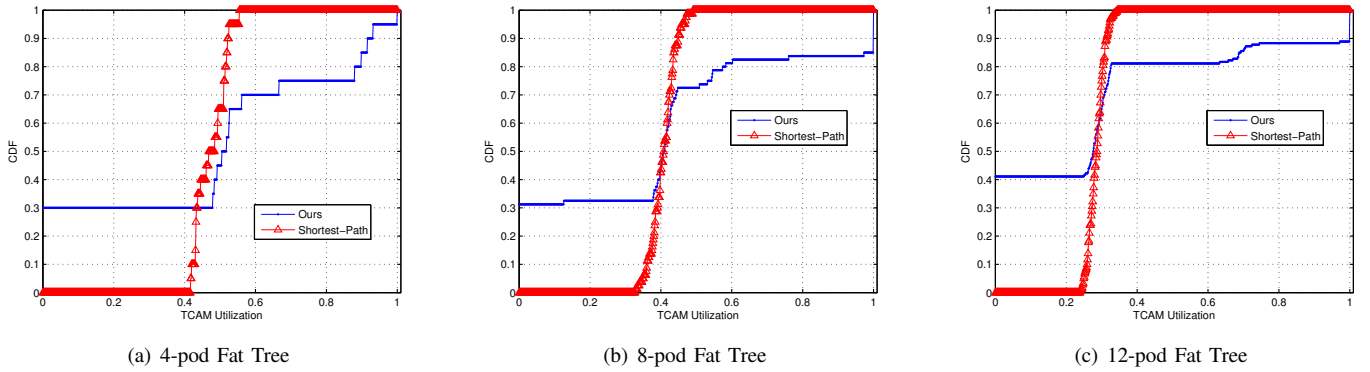 1
0.9
0.8
0.7
0.6
0.5
0.4
0.3
0.2
0.1
0
CDF
0 0.2 0.4 0.6 0.8 1
TCAM Utilization
Ours
Shortest−Path
(a) 4-pod Fat Tree
1
0.9
0.8
0.7
0.6
0.5
0.4
0.3
0.2
0.1
0
CDF
0 0.2 0.4 0.6 0.8 1
TCAM Utilization
Ours
Shortest−Path
(b) 8-pod Fat Tree
1
0.9
0.8
0.7
0.6
0.5
0.4
0.3
0.2
0.1
0
CDF
0 0.2 0.4 0.6 0.8 1
TCAM Utilization
Ours
Shortest−Path
(c) 12-pod Fat Tree